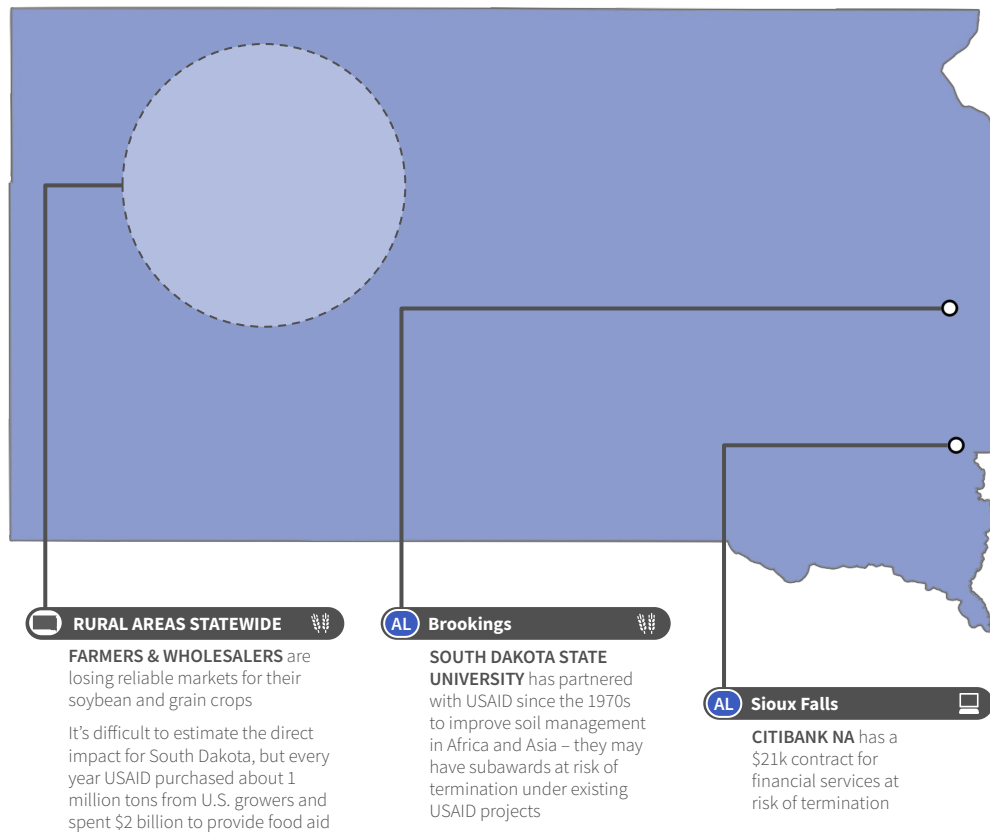 RURAL AREAS STATEWIDE
FARMERS & WHOLESALERS are
losing reliable markets for their
soybean and grain crops
It’s difficult to estimate the direct
impact for South Dakota, but every
year USAID purchased about 1
million tons from U.S. growers and
spent $2 billion to provide food aid
AL Brookings
SOUTH DAKOTA STATE
UNIVERSITY has partnered
with USAID since the 1970s
to improve soil management
in Africa and Asia – they may
have subawards at risk of
termination under existing
USAID projects
AL Sioux Falls
CITIBANK NA has a
$21k contract for
financial services at
risk of termination